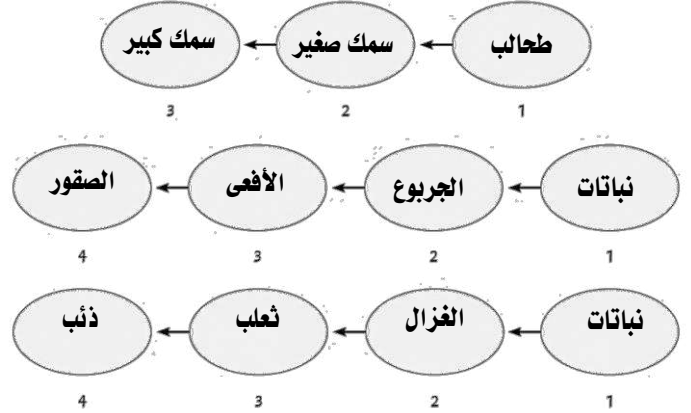 طحالب سمك صغير سمك كبير
1 2 3
نباتات الجربوع الأفعى الصقور
1 2 3 4
نباتات الغزال ثعلب ذئب
1 2 3 4